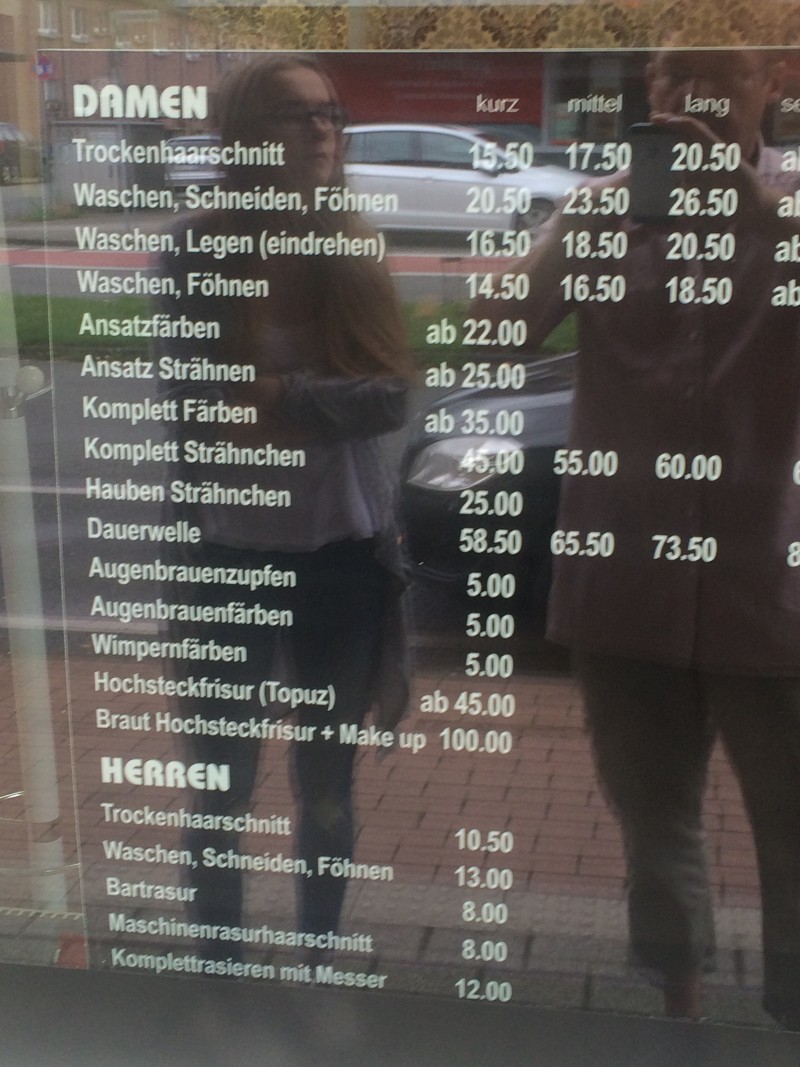 DAMEN kurz mittel lang
Trockenhaarschnitt 15.50 17.50 20.50
Waschen, Schneiden, Föhnen 20.50 23.50 26.50
Waschen, Legen (eindrehen) 16.50 18.50 20.50
Waschen, Föhnen 14.50 16.50 18.50 ab
Ansatzfärben ab 22.00
Ansatz Strähnen ab 25.00
Komplett Färben ab 35.00
Komplett Strähnchen 45.00 55.00 60.00
Hauben Strähnchen 25.00
Dauerwelle 58.50 65.50 73.50 8
Augenbrauenzupfen 5.00
Augenbrauenfärben 5.00
Wimpernfärben 5.00
Hochsteckfrisur (Topuz) ab 45.00
Braut Hochsteckfrisur + Make up 100.00
HERREN
Trockenhaarschnitt 10.50
Waschen, Schneiden, Föhnen 13.00
Bartrasur 8.00
Maschinenrasurhaarschnitt 8.00
Komplettrasieren mit Messer 12.00